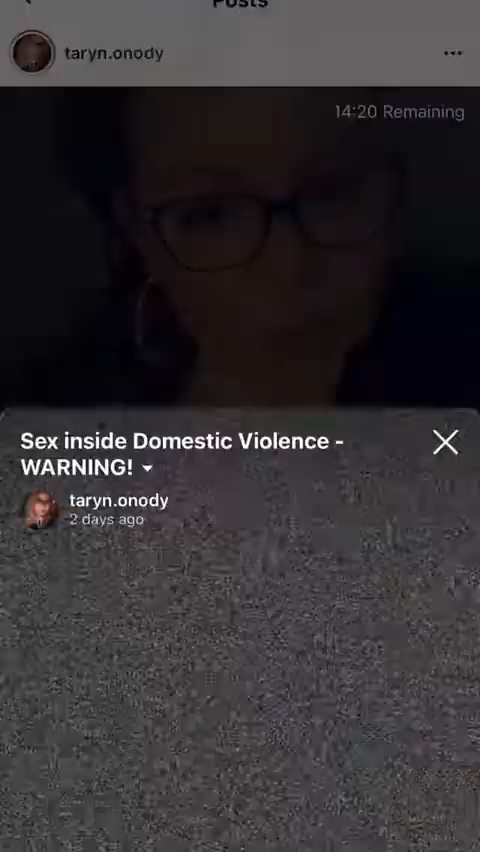 Posts
taryn.onody
14:20 Remaining
Sex inside Domestic Violence -
WARNING!
taryn.onody
2 days ago